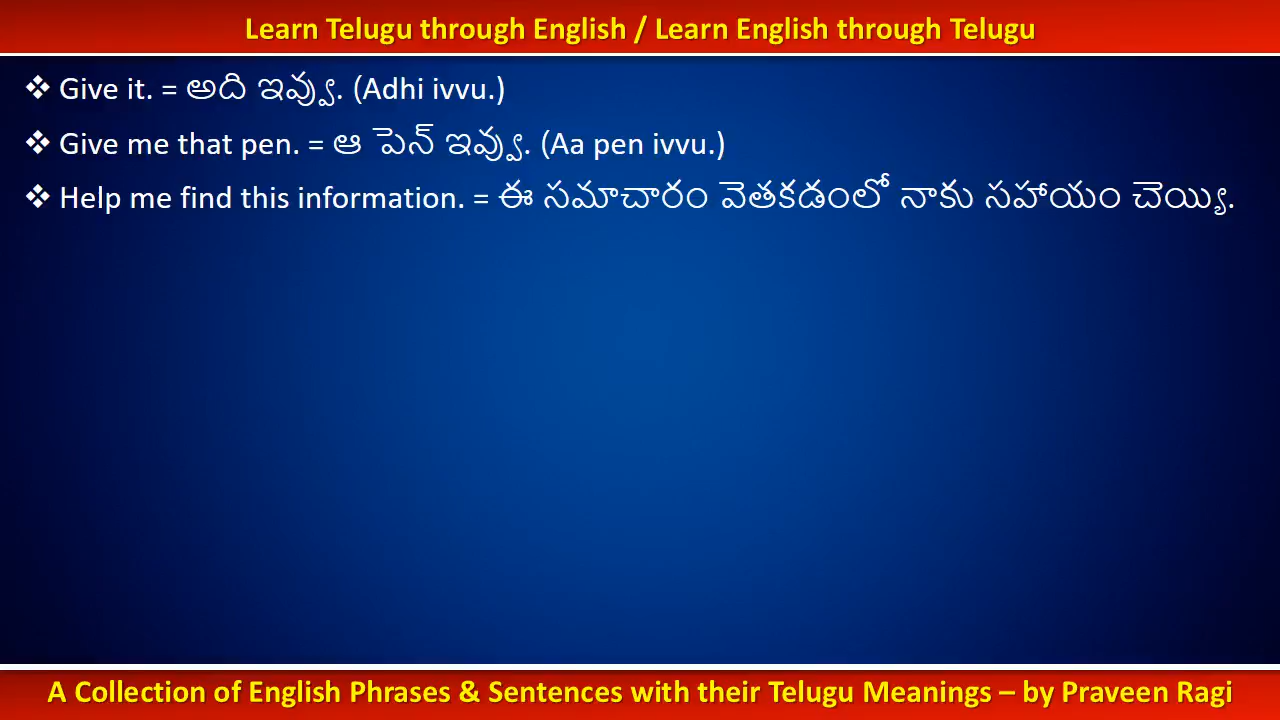 Learn Telugu through English / Learn English through Telugu
❖ Give it. = అది ఇవ్వు. (Adhi ivvu.)
❖ Give me that pen. = ఆ పెన్ ఇవ్వు. (Aa pen ivvu.)
❖ Help me find this information. = ఈ సమాచారం వెతకడంలో నాకు సహాయం చెయ్యి.
A Collection of English Phrases & Sentences with their Telugu Meanings – by Praveen Ragi